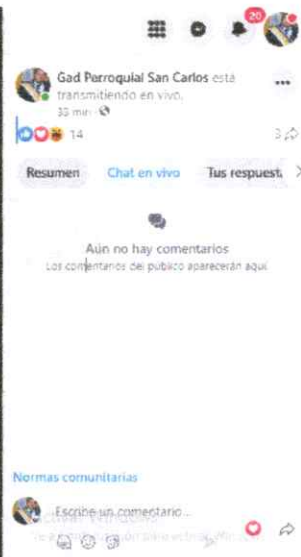 20
Gad Parroquial San Carlos está
transmitiendo en vivo.
33 min
14
3
Resumen Chat en vivo Tus respuest.
Aún no hay comentarios
Los comentarios del público aparecerán aquí.
Normas comunitarias
Escribe un comentario...